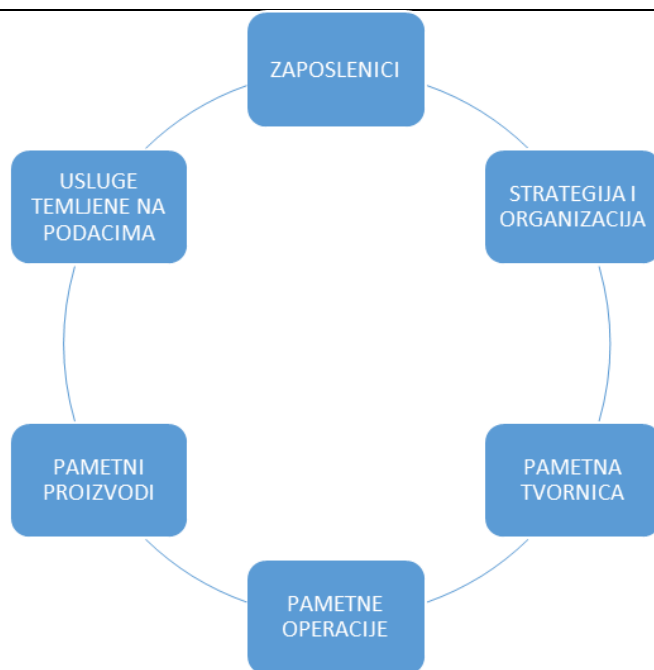 ZAPOSLENICI
STRATEGIJA I
ORGANIZACIJA
PAMETNA
TVORNICA
PAMETNE
OPERACIJE
PAMETNI
PROIZVODI
USLUGE
TEMLJENE NA
PODACIMA